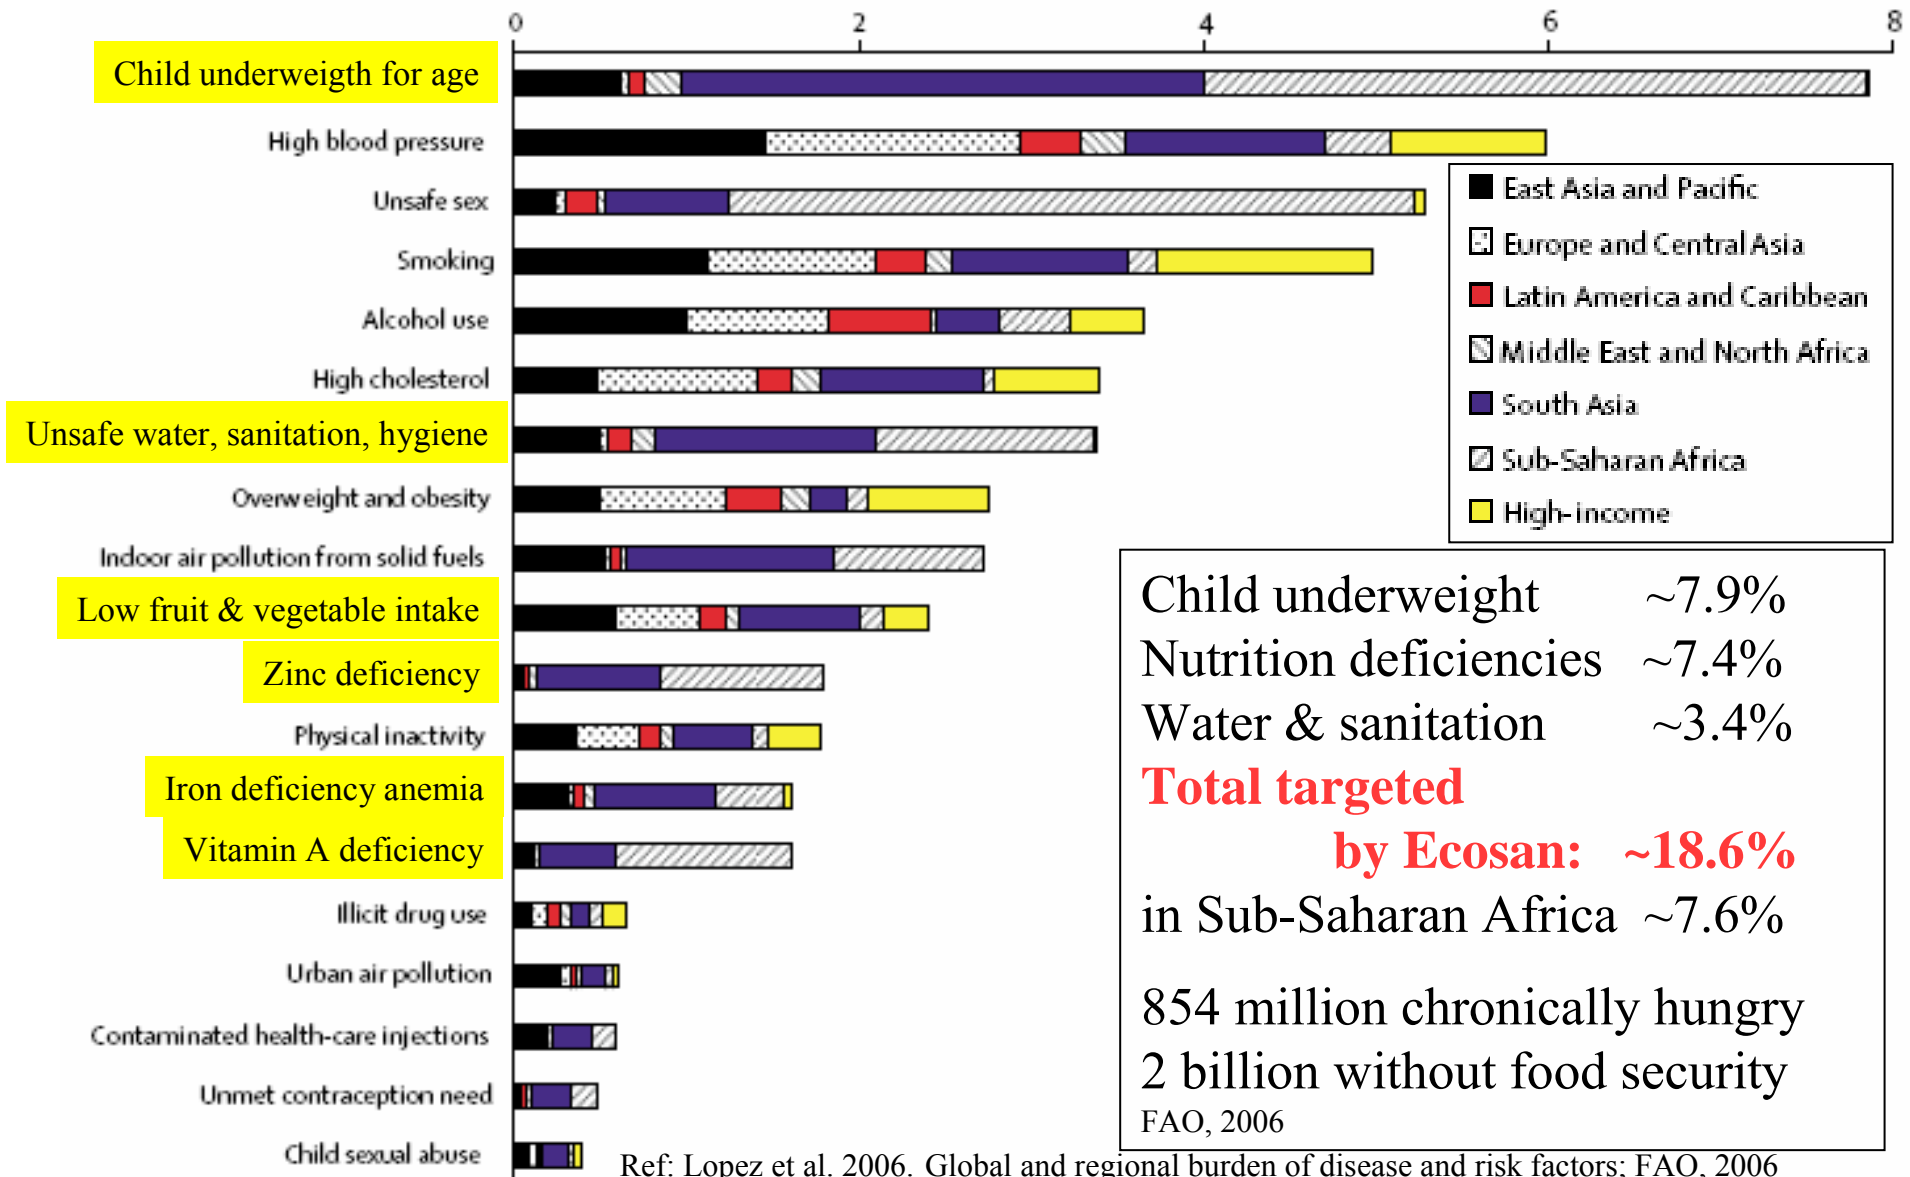 0 2 4 6 8
Child underweigth for age
High blood pressure
Unsafe sex
Smoking
Alcohol use
High cholesterol
Unsafe water, sanitation, hygiene
Overweight and obesity
Indoor air pollution from solid fuels
Low fruit & vegetable intake
Zinc deficiency
Physical inactivity
Iron deficiency anemia
Vitamin A deficiency
Illicit drug use
Urban air pollution
Contaminated health-care injections
Unmet contraception need
Child sexual abuse
East Asia and Pacific
Europe and Central Asia
Latin America and Caribbean
Middle East and North Africa
South Asia
Sub-Saharan Africa
High-income
Child underweight ~7.9%
Nutrition deficiencies ~7.4%
Water & sanitation ~3.4%
Total targeted
by Ecosan: ~18.6%
in Sub-Saharan Africa ~7.6%
854 million chronically hungry
2 billion without food security
FAO, 2006
Ref: Lopez et al. 2006. Global and regional burden of disease and risk factors; FAO, 2006